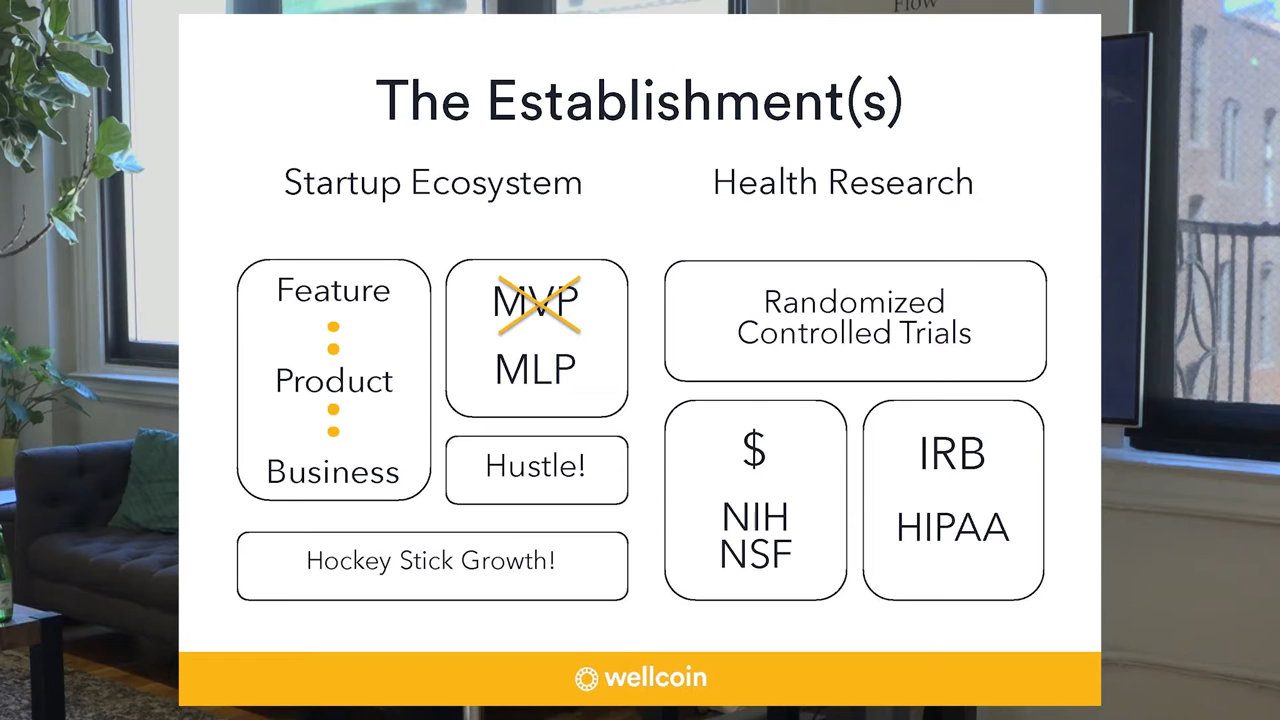 Flow
The Establishment(s)
Startup Ecosystem
Health Research
Feature
Product
Business
MVP
MLP
Hustle!
Hockey Stick Growth!
Randomized
Controlled Trials
$
NIH
NSF
IRB
HIPAA
wellcoin